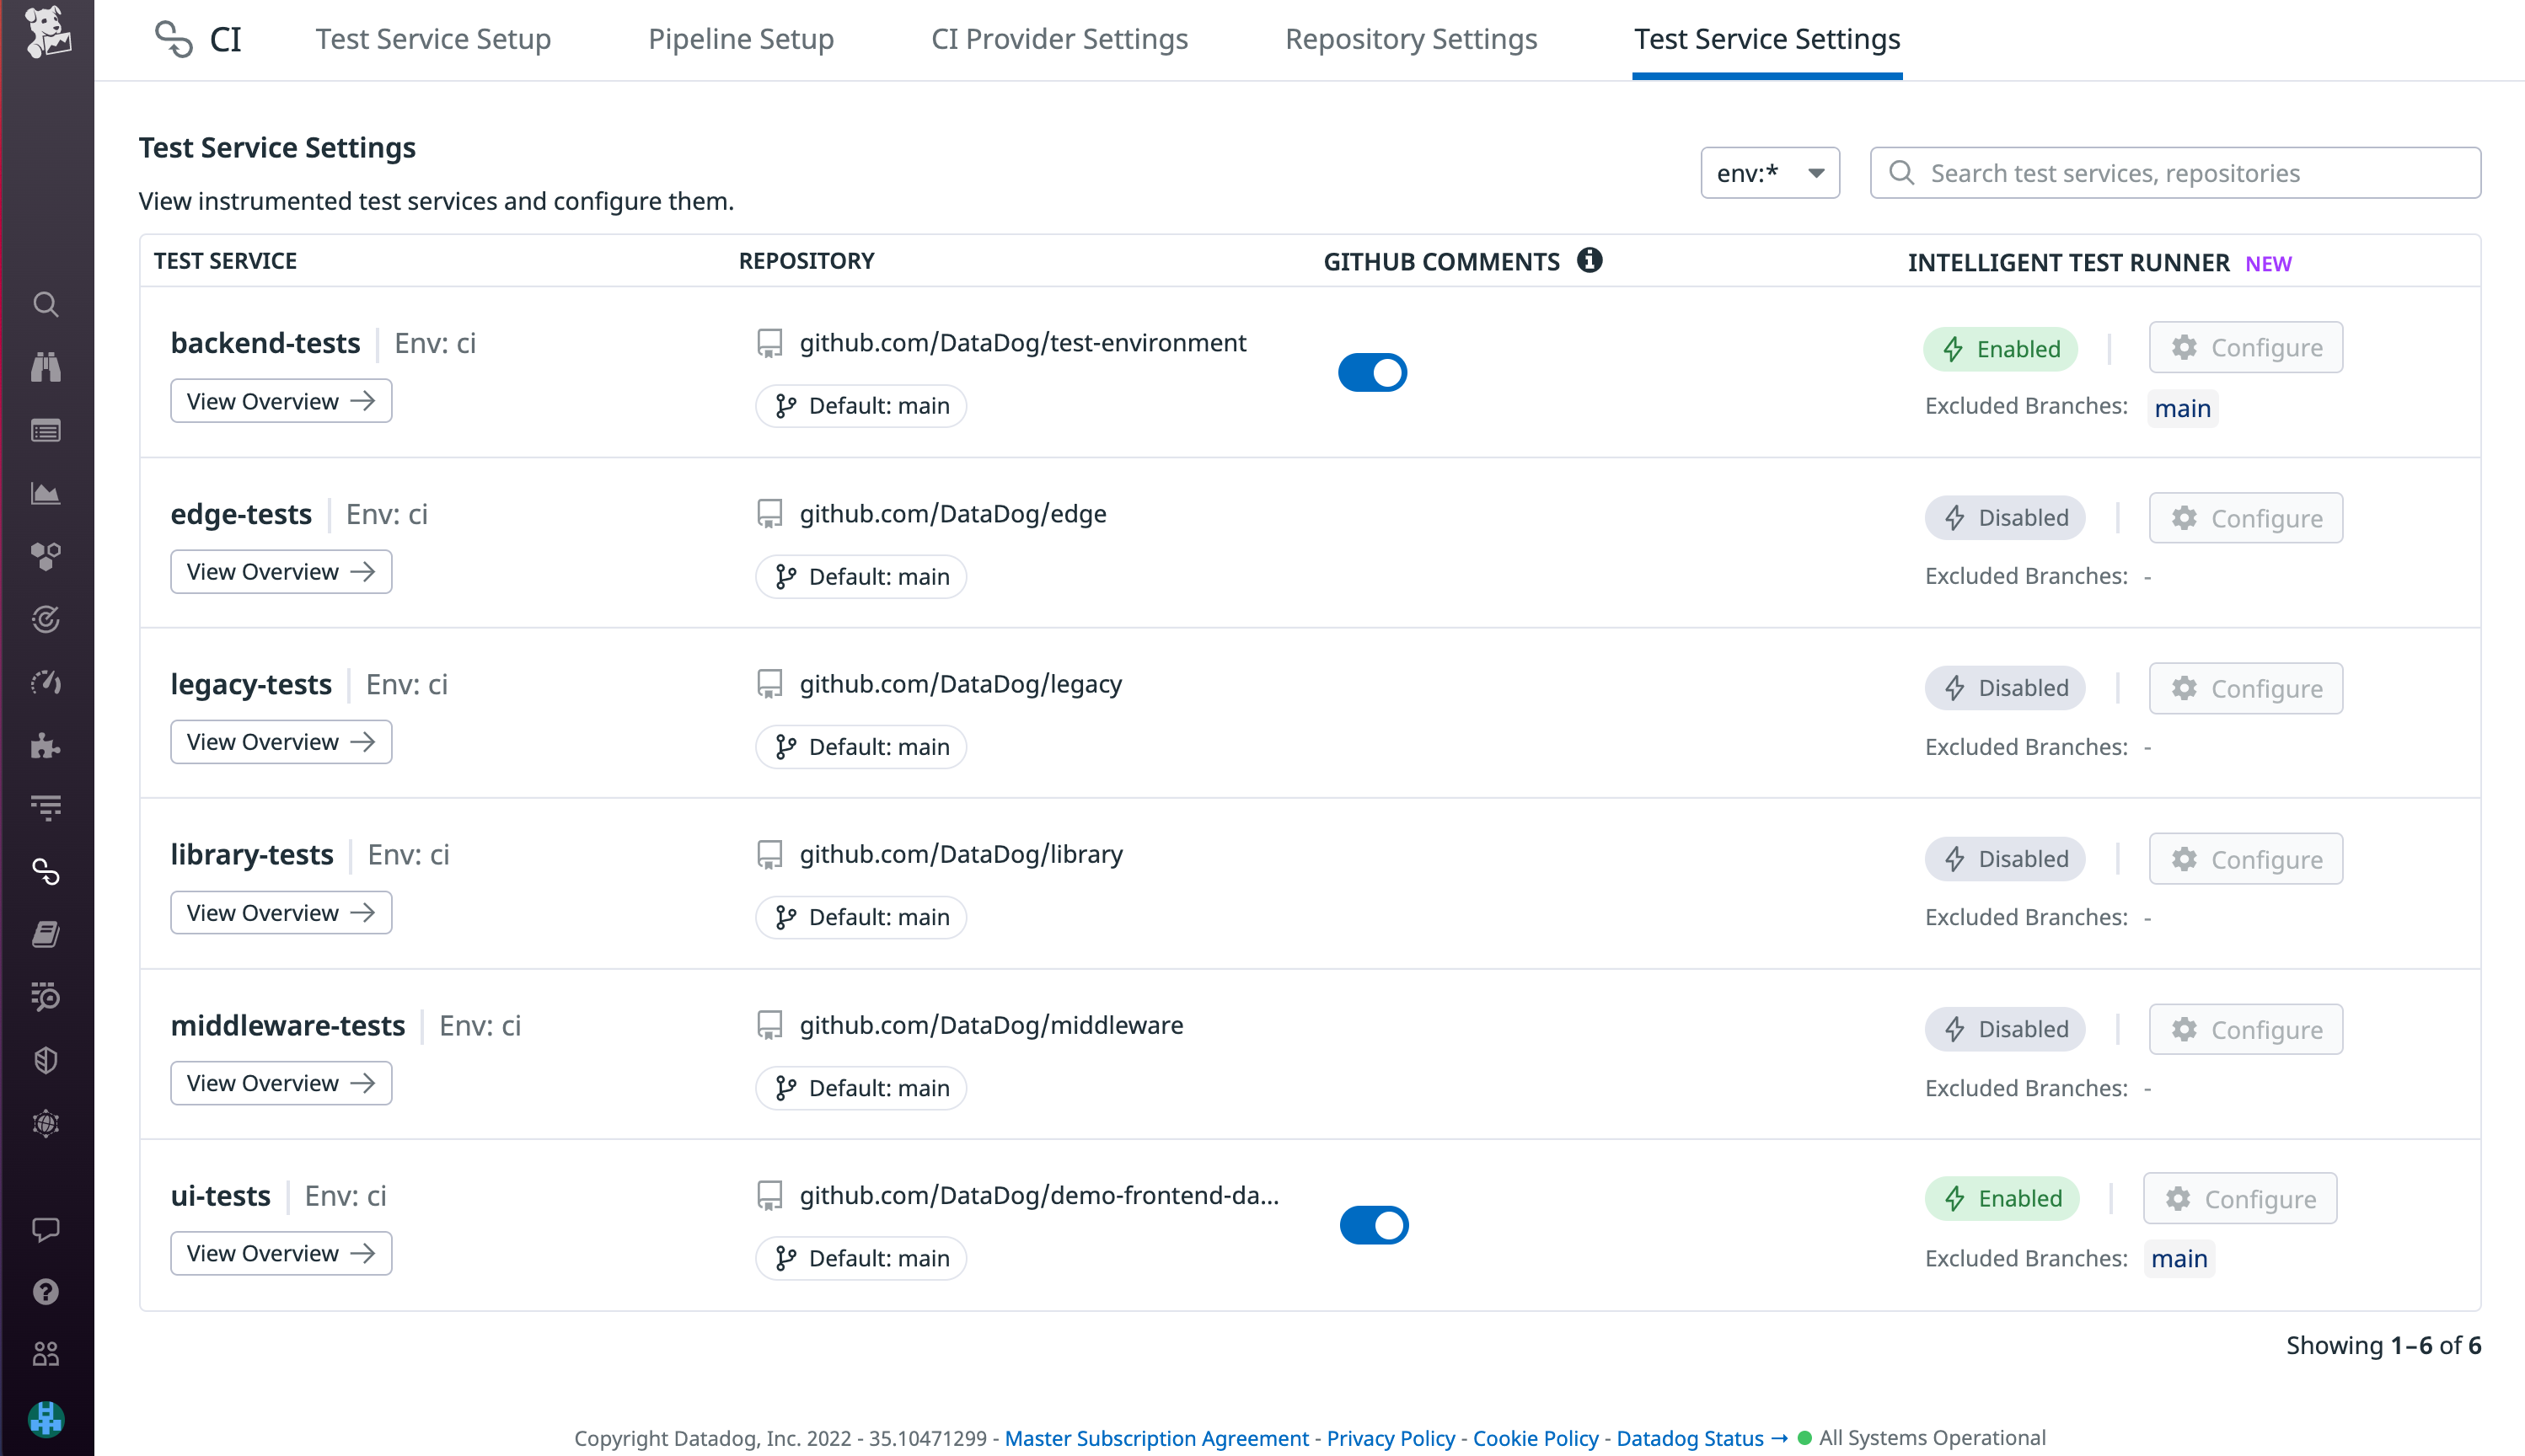 CI Test Service Setup Pipeline Setup CI Provider Settings Repository Settings Test Service Settings
Test Service Settings
View instrumented test services and configure them.
env:* Search test services, repositories
TEST SERVICE REPOSITORY GITHUB COMMENTS INTELLIGENT TEST RUNNER NEW
backend-tests Env: ci github.com/DataDog/test-environment Enabled Configure
View Overview → Default: main Excluded Branches: main
edge-tests Env: ci github.com/DataDog/edge Disabled Configure
View Overview → Default: main Excluded Branches: -
legacy-tests Env: ci github.com/DataDog/legacy Disabled Configure
View Overview → Default: main Excluded Branches: -
library-tests Env: ci github.com/DataDog/library Disabled Configure
View Overview → Default: main Excluded Branches: -
middleware-tests Env: ci github.com/DataDog/middleware Disabled Configure
View Overview → Default: main Excluded Branches: -
ui-tests Env: ci github.com/DataDog/demo-frontend-da... Enabled Configure
View Overview → Default: main Excluded Branches: main
Showing 1–6 of 6
Copyright Datadog, Inc. 2022 - 35.10471299 - Master Subscription Agreement - Privacy Policy - Cookie Policy - Datadog Status → All Systems Operational